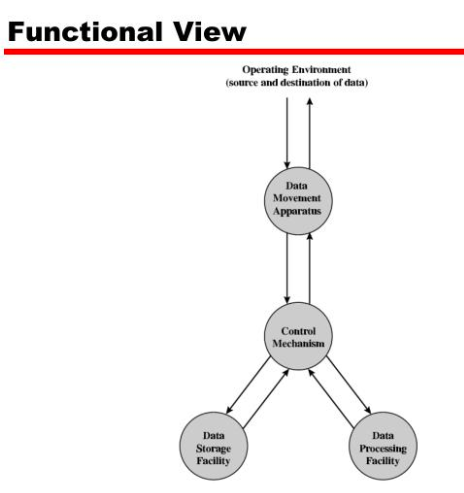 Functional View
Operating Environment
(source and destination of data)
Data
Movement
Apparatus
Control
Mechanism
Data
Storage
Facility
Data
Processing
Facility